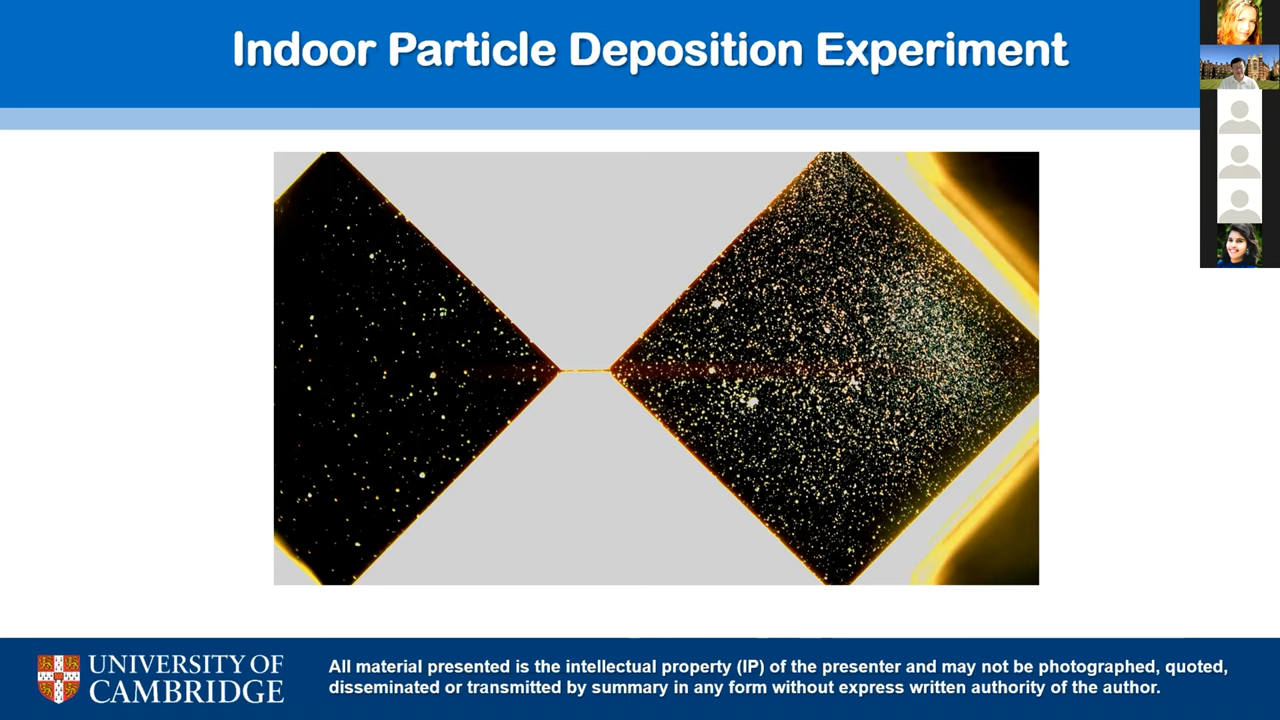 Indoor Particle Deposition Experiment
UNIVERSITY OF
CAMBRIDGE
All material presented is the intellectual property (IP) of the presenter and may not be photographed, quoted,
disseminated or transmitted by summary in any form without express written authority of the author.